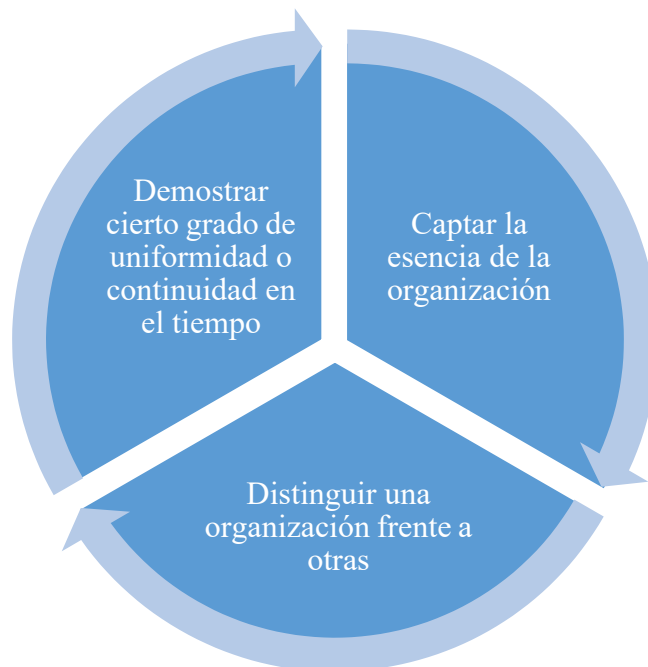 Demostrar
cierto grado de
uniformidad o
continuidad en
el tiempo
Captar la
esencia de la
organización
Distinguir una
organización frente a
otras